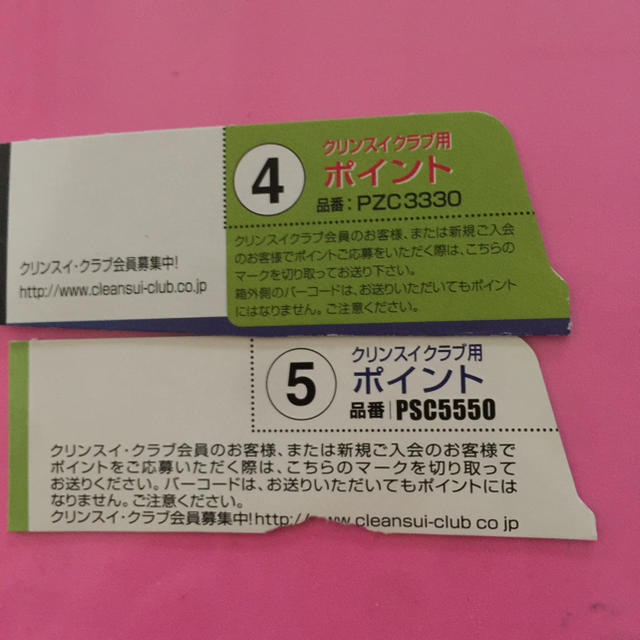 クリンスイ クラブ用
4
ポイント
品番：PZC3330
クリンスイクラブ会員のお客様、または新規ご入会
のお客様でポイントご応募をいただく際は、こちらの
マークを切り取ってお送り下さい。
箱外側のバーコードは、お送りいただいてもポイント
にはなりません。ご注意ください。
クリンスイ・クラブ会員募集中!
http://www.cleansui-club.co.jp
クリンスイ クラブ用
5
ポイント
品番 PSC5550
クリンスイ・クラブ会員のお客様、または新規ご入会のお客様で
ポイントをご応募いただく際は、こちらのマークを切り取って
お送りください。バーコードは、お送りいただいてもポイントには
なりません。ご注意ください。
クリンスイ・クラブ会員募集中!http://www.cleansui-club co jp